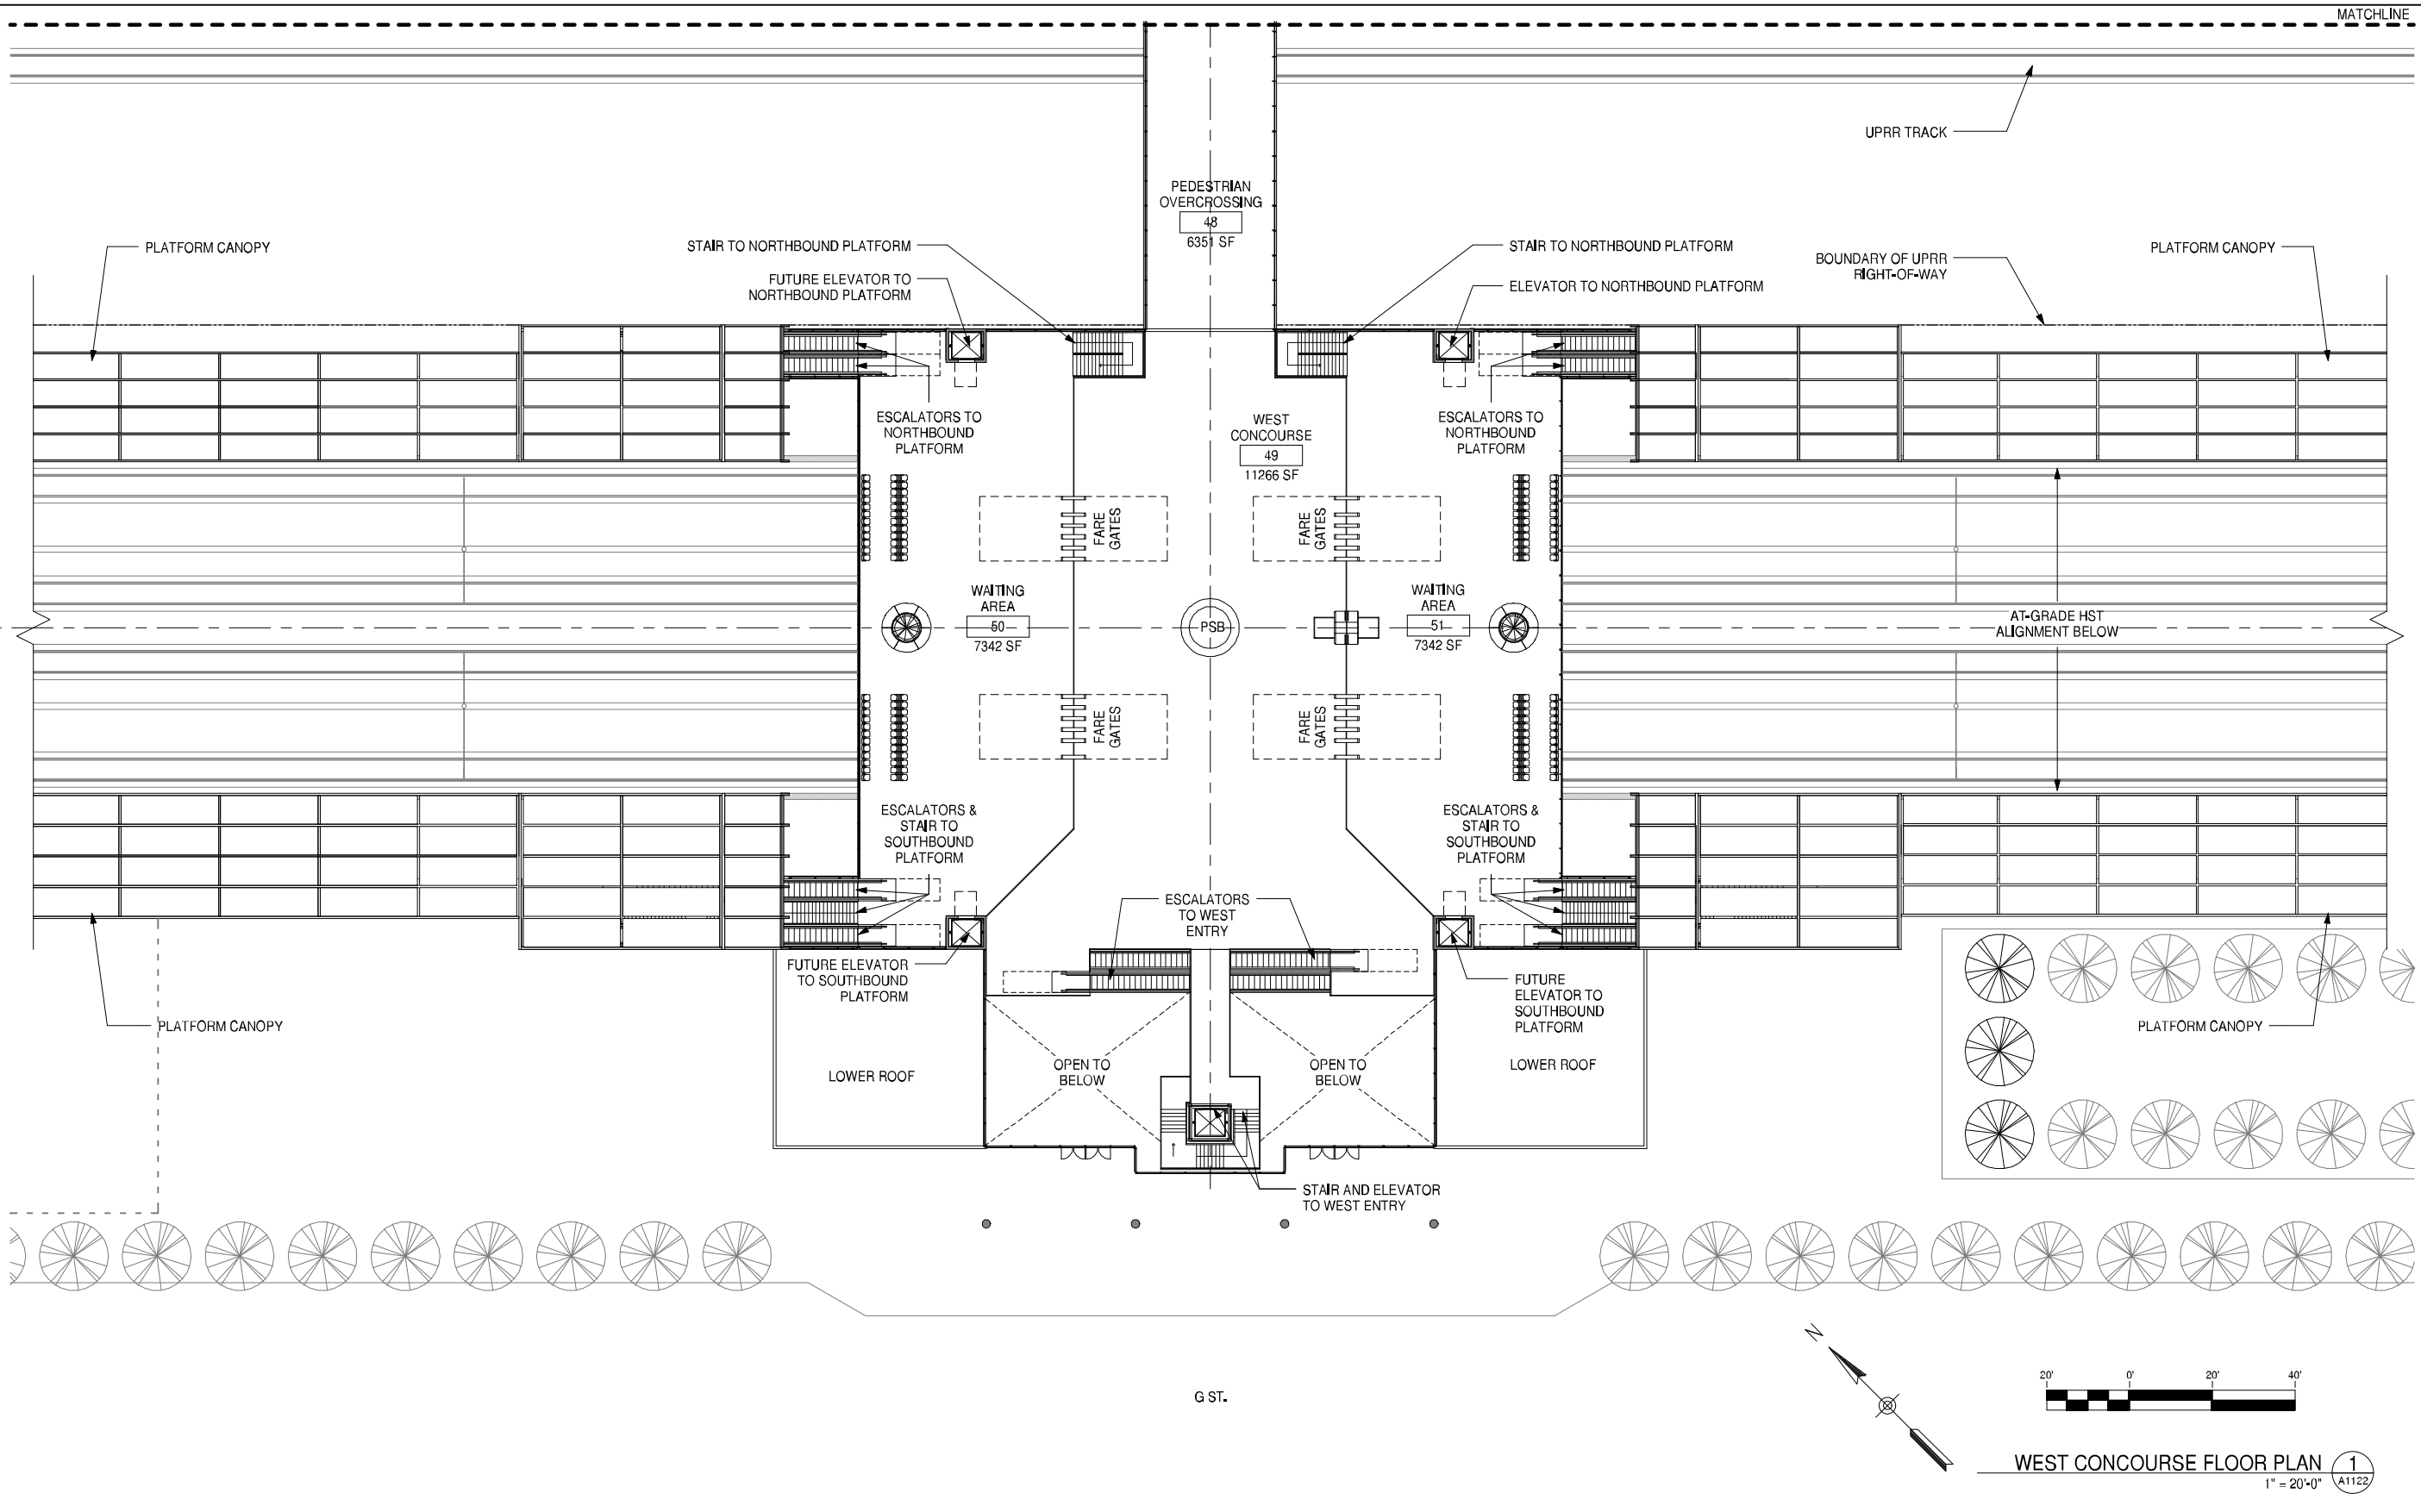 MATCHLINE
UPRR TRACK
PEDESTRIAN
OVERCROSSING
48
6351 SF
PLATFORM CANOPY
STAIR TO NORTHBOUND PLATFORM
FUTURE ELEVATOR TO
NORTHBOUND PLATFORM
STAIR TO NORTHBOUND PLATFORM
ELEVATOR TO NORTHBOUND PLATFORM
BOUNDARY OF UPRR
RIGHT-OF-WAY
PLATFORM CANOPY
ESCALATORS TO
NORTHBOUND
PLATFORM
WEST
CONCOURSE
49
11266 SF
ESCALATORS TO
NORTHBOUND
PLATFORM
FARE
GATES
FARE
GATES
WAITING
AREA
50
7342 SF
PSB
WAITING
AREA
51
7342 SF
AT-GRADE HST
ALIGNMENT BELOW
FARE
GATES
FARE
GATES
ESCALATORS &
STAIR TO
SOUTHBOUND
PLATFORM
ESCALATORS &
STAIR TO
SOUTHBOUND
PLATFORM
ESCALATORS
TO WEST
ENTRY
FUTURE ELEVATOR
TO SOUTHBOUND
PLATFORM
FUTURE
ELEVATOR TO
SOUTHBOUND
PLATFORM
PLATFORM CANOPY
PLATFORM CANOPY
LOWER ROOF
OPEN TO
BELOW
OPEN TO
BELOW
LOWER ROOF
STAIR AND ELEVATOR
TO WEST ENTRY
G ST.
N
20' 0' 20' 40'
WEST CONCOURSE FLOOR PLAN
1" = 20'-0"
1
A1122